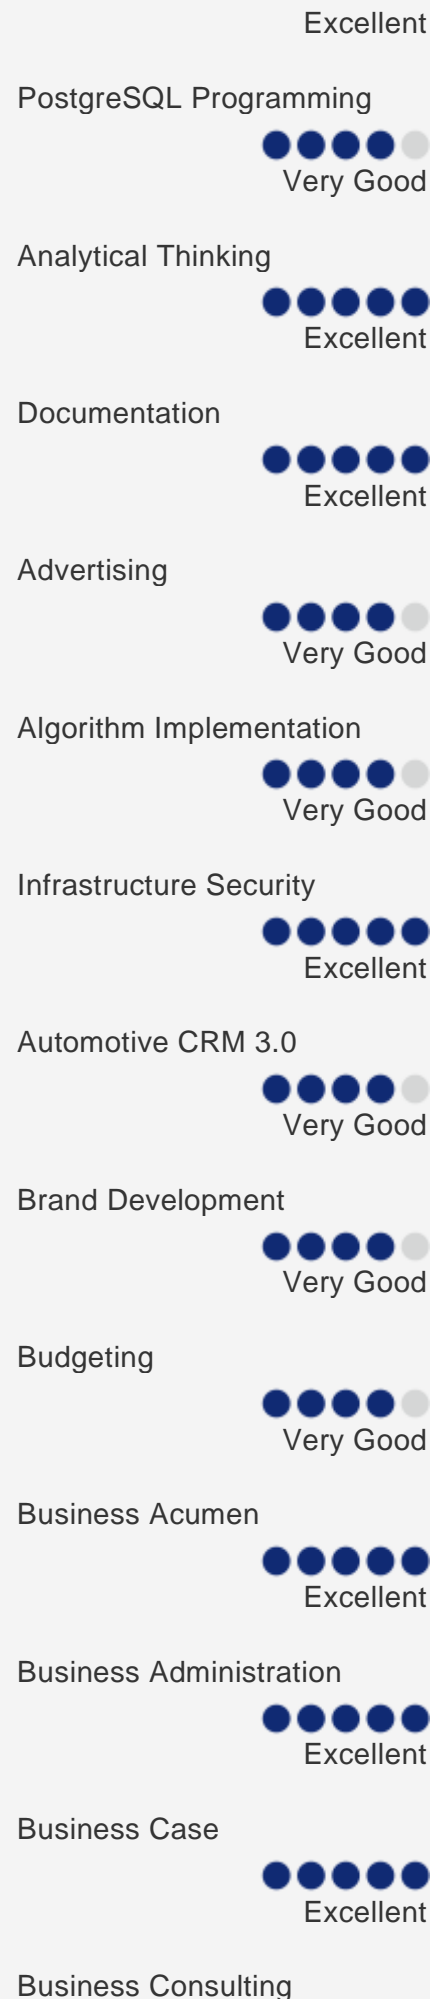 Excellent
PostgreSQL Programming
Very Good
Analytical Thinking
Excellent
Documentation
Excellent
Advertising
Very Good
Algorithm Implementation
Very Good
Infrastructure Security
Excellent
Automotive CRM 3.0
Very Good
Brand Development
Very Good
Budgeting
Very Good
Business Acumen
Excellent
Business Administration
Excellent
Business Case
Excellent
Business Consulting